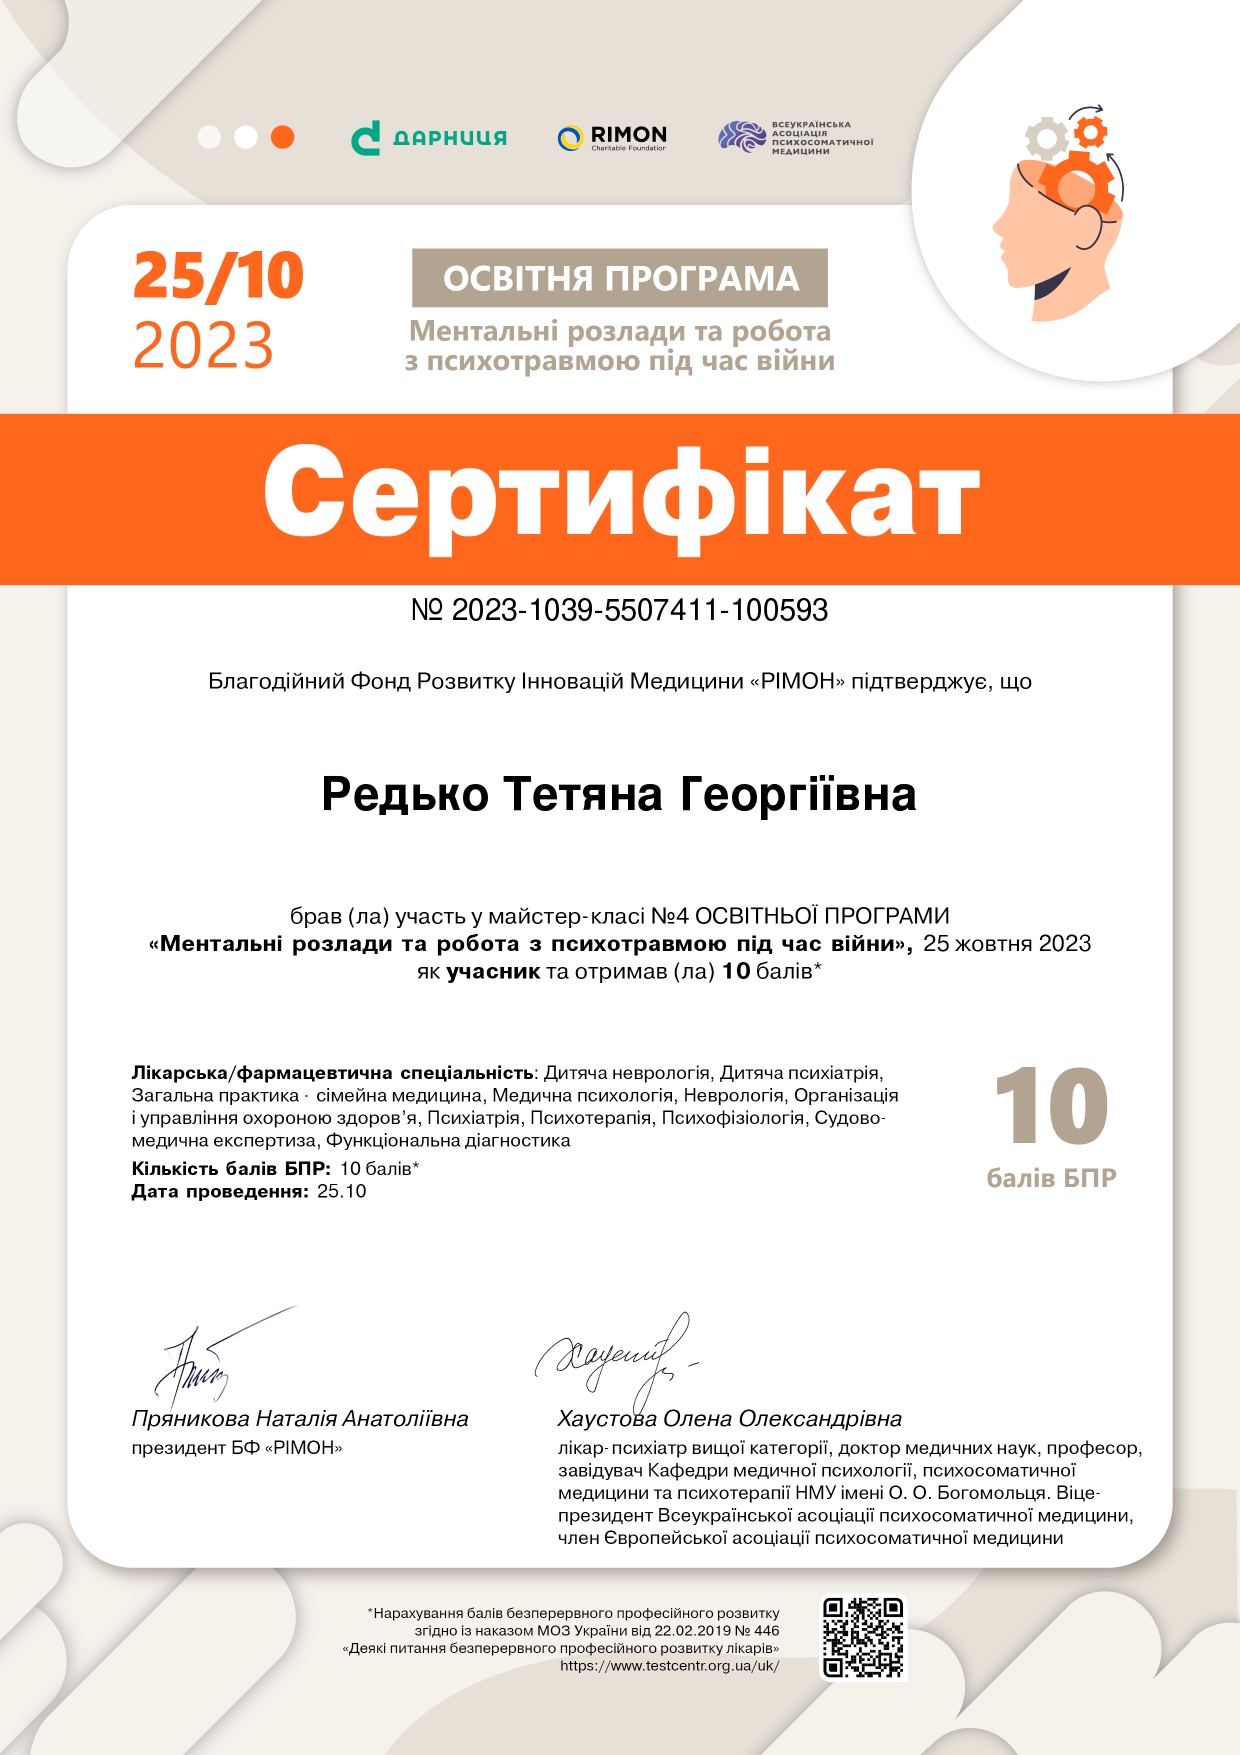 ДАРНИЦЯ
RIMON
Charitable Foundation
ВСЕУКРАЇНСЬКА
АСОЦІАЦІЯ
ПСИХОСОМАТИЧНОЇ
МЕДИЦИНИ
25/10
2023
ОСВІТНЯ ПРОГРАМА
Ментальні розлади та робота
з психотравмою під час війни
Сертифікат
№ 2023-1039-5507411-100593
Благодійний Фонд Розвитку Інновацій Медицини «РІМОН» підтверджує, що
Редько Тетяна Георгіївна
брав (ла) участь у майстер-класі №4 ОСВІТНЬОЇ ПРОГРАМИ
«Ментальні розлади та робота з психотравмою під час війни», 25 жовтня 2023
як учасник та отримав (ла) 10 балів*
Лікарська/фармацевтична спеціальність: Дитяча неврологія, Дитяча психіатрія,
Загальна практика - сімейна медицина, Медична психологія, Неврологія, Організація
і управління охороною здоров’я, Психіатрія, Психотерапія, Психофізіологія, Судово-
медична експертиза, Функціональна діагностика
Кількість балів БПР: 10 балів*
Дата проведення: 25.10
10
балів БПР
Пряникова Наталія Анатоліївна
президент БФ «РІМОН»
Хаустова Олена Олександрівна
лікар-психіатр вищої категорії, доктор медичних наук, професор,
завідувач Кафедри медичної психології, психосоматичної
медицини та психотерапії НМУ імені О. О. Богомольця. Віце-
президент Всеукраїнської асоціації психосоматичної медицини,
член Європейської асоціації психосоматичної медицини
*Нарахування балів безперервного професійного розвитку
згідно із наказом МОЗ України від 22.02.2019 № 446
«Деякі питання безперервного професійного розвитку лікарів»
https://www.testcentr.org.ua/uk/